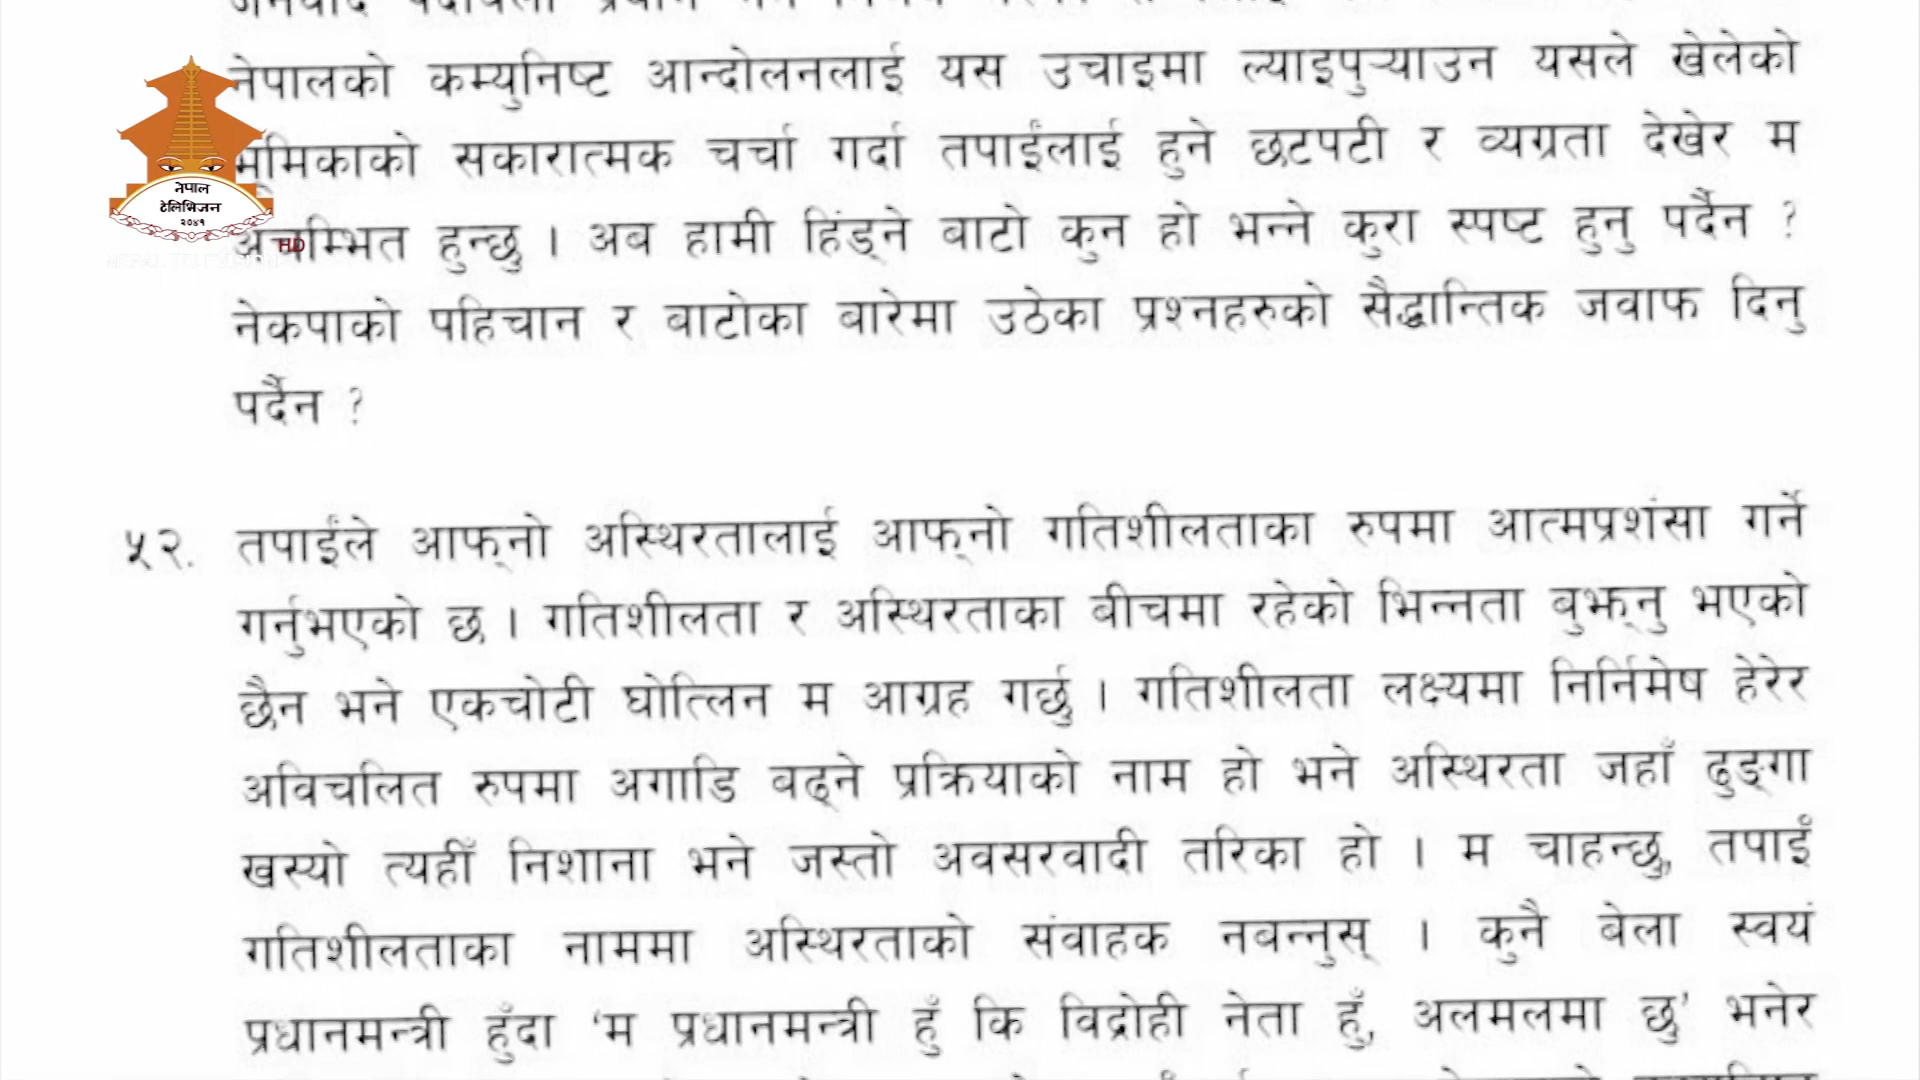 नेपालको कम्युनिष्ट आन्दोलनलाई यस उचाइमा ल्याइपुर्‍याउन यसले खेलेको
भूमिकाको सकारात्मक चर्चा गर्दा तपाईंलाई हुने छटपटी र व्यग्रता देखेर म
अचम्भित हुन्छु । अब हामी हिंड्ने बाटो कुन हो भन्ने कुरा स्पष्ट हुनु पर्दैन ?
नेकपाको पहिचान र बाटोका बारेमा उठेका प्रश्नहरुको सैद्धान्तिक जवाफ दिनु
पर्दैन ?
५२. तपाईंले आफ्‌नो अस्थिरतालाई आफ्‌नो गतिशीलताका रुपमा आत्मप्रशंसा गर्ने
गर्नुभएको छ । गतिशीलता र अस्थिरताका बीचमा रहेको भिन्नता बुझ्‌नु भएको
छैन भने एकचोटी घोत्लिन म आग्रह गर्छु । गतिशीलता लक्ष्यमा निर्निमेष हेरेर
अविचलित रुपमा अगाडि बढ्‌ने प्रक्रियाको नाम हो भने अस्थिरता जहाँ ढुङ्‌गा
खस्यो त्यहीँ निशाना भने जस्तो अवसरवादी तरिका हो । म चाहन्छु, तपाईं
गतिशीलताका नाममा अस्थिरताको संवाहक नबन्नुस् । कुनै बेला स्वयं
प्रधानमन्त्री हुँदा ‘म प्रधानमन्त्री हुँ कि विद्रोही नेता हुँ, अलमलमा छु’ भनेर
नेपाल
टेलिभिजन
२०४१
HD